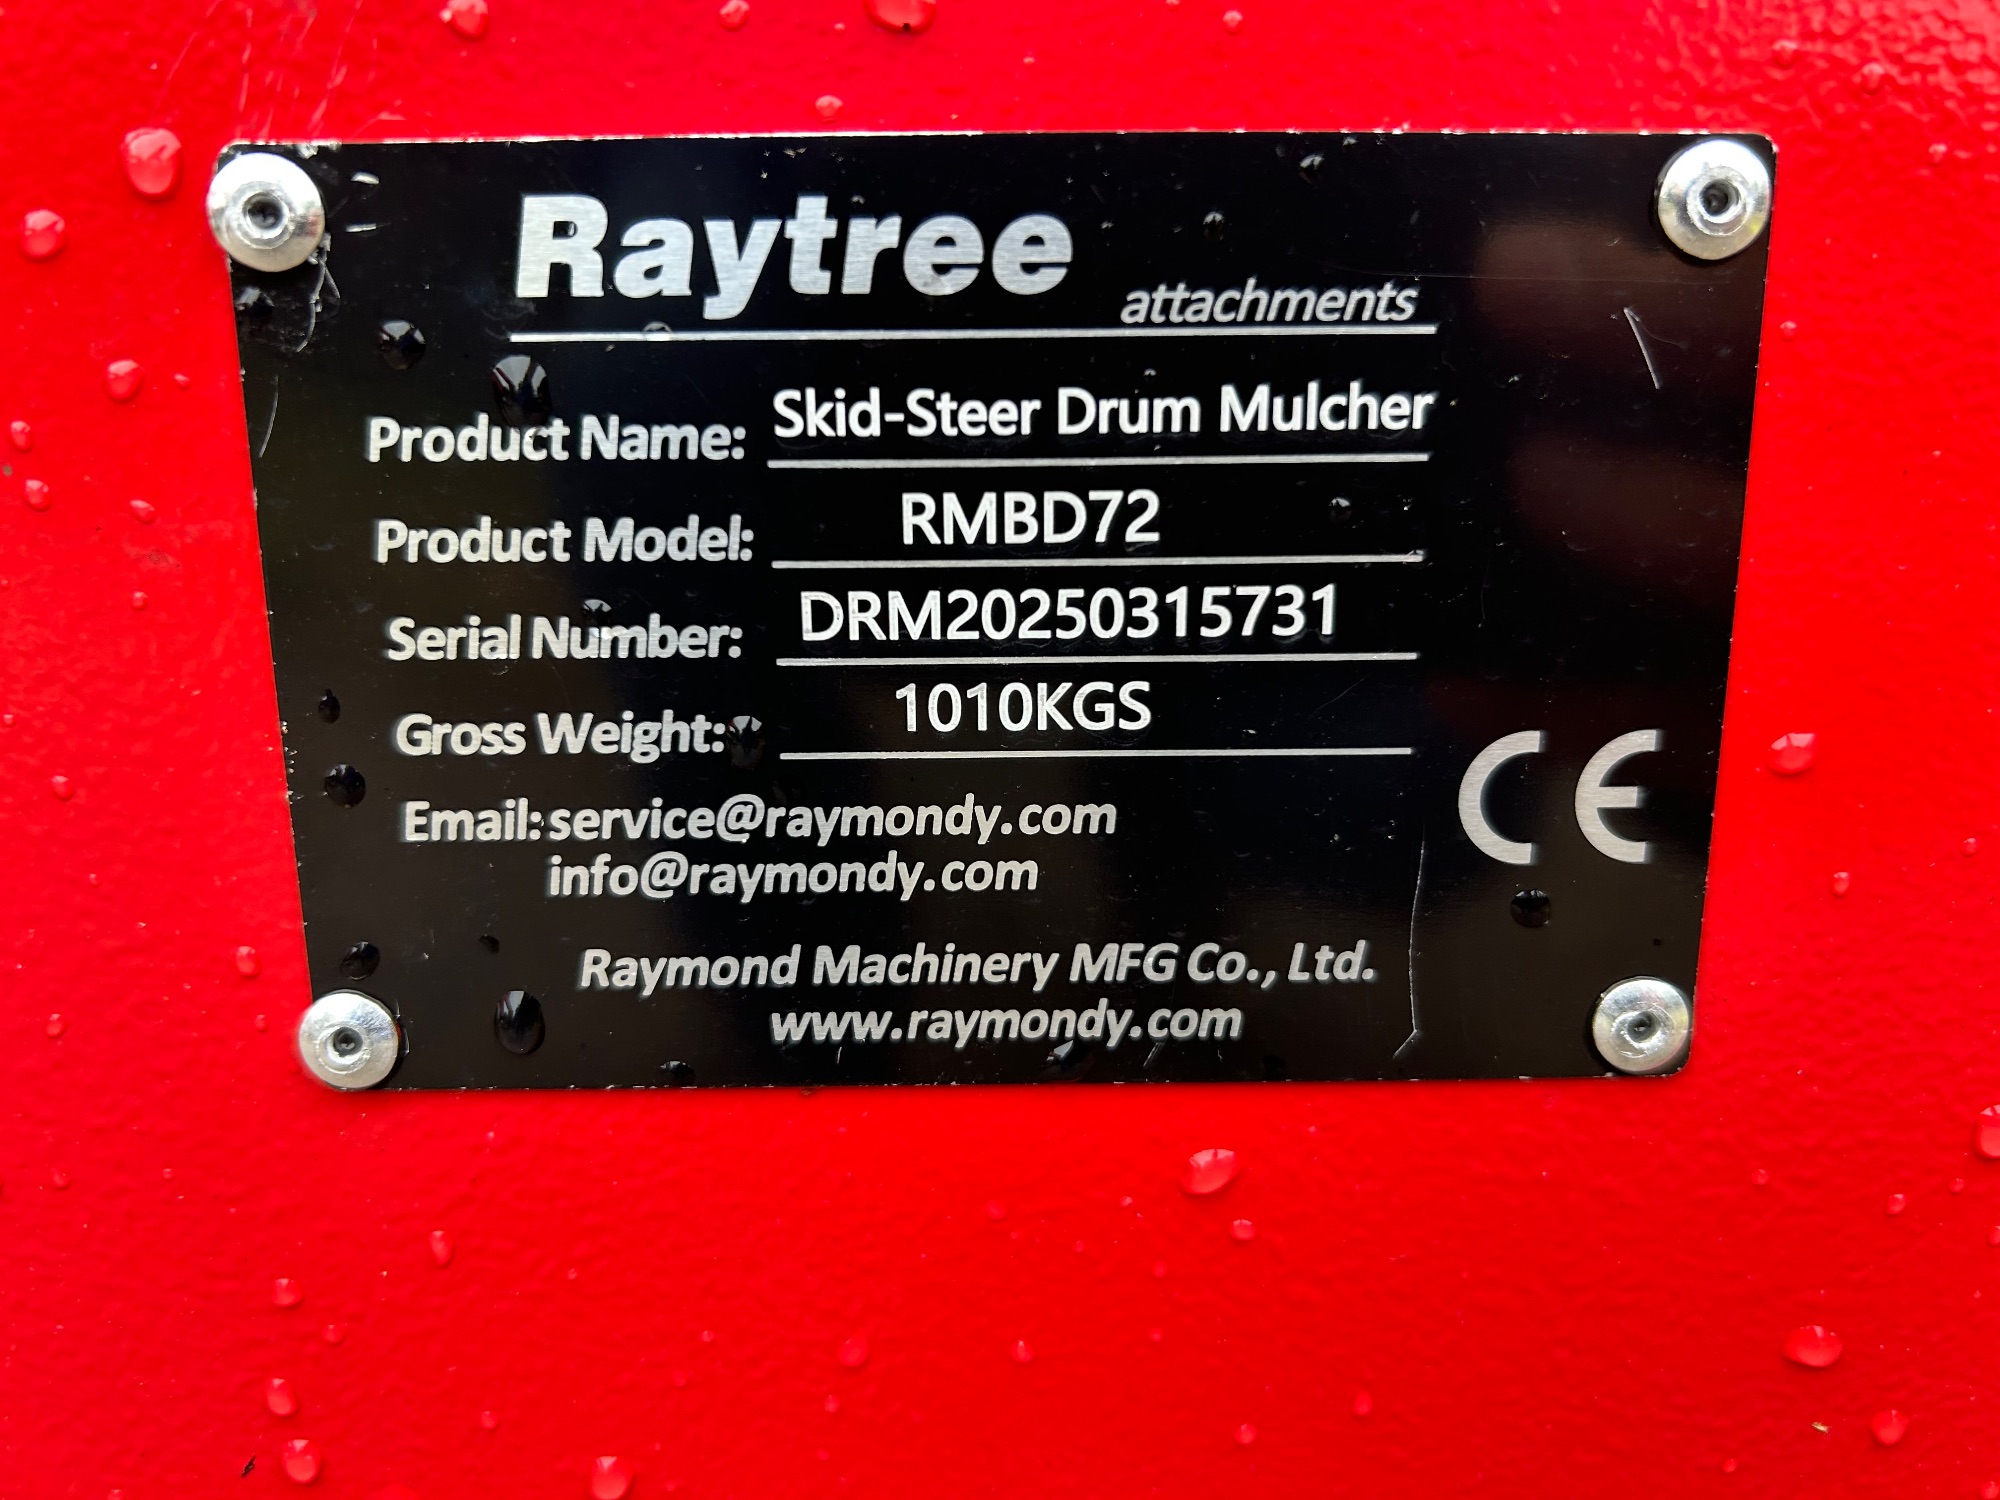 Raytree attachments
Product Name: Skid-Steer Drum Mulcher
Product Model: RMBD72
Serial Number: DRM20250315731
Gross Weight: 1010KGS
Email: service@raymondy.com
info@raymondy.com
CE
Raymond Machinery MFG Co., Ltd.
www.raymondy.com